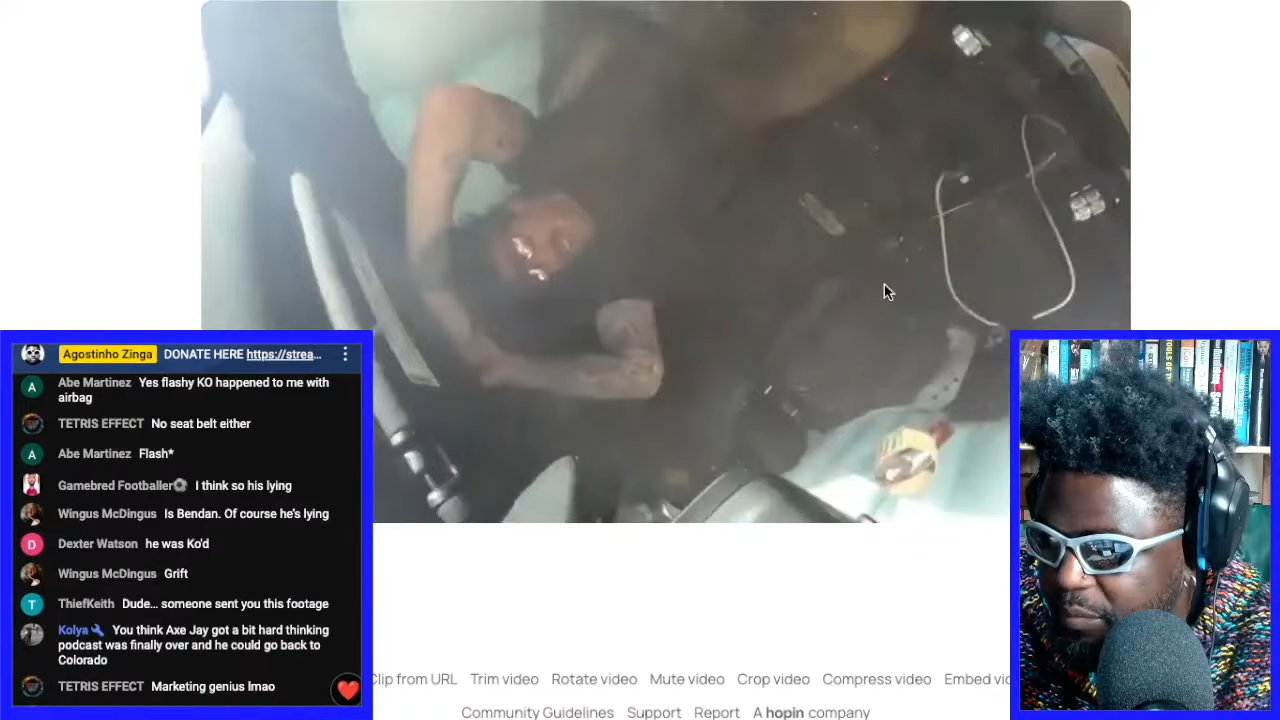 Agostinho Zinga DONATE HERE https://strea...
Abe Martinez Yes flashy KO happened to me with
airbag
TETRIS EFFECT No seat belt either
Abe Martinez Flash*
Gamebred Footballer⚽ I think so his lying
Wingus McDingus Is Bendan. Of course he's lying
Dexter Watson he was Ko'd
Wingus McDingus Grift
ThiefKeith Dude... someone sent you this footage
Kolya You think Axe Jay got a bit hard thinking
podcast was finally over and he could go back to
Colorado
TETRIS EFFECT Marketing genius lmao
Clip from URL Trim video Rotate video Mute video Crop video Compress video Embed vid
Community Guidelines Support Report A hopin company